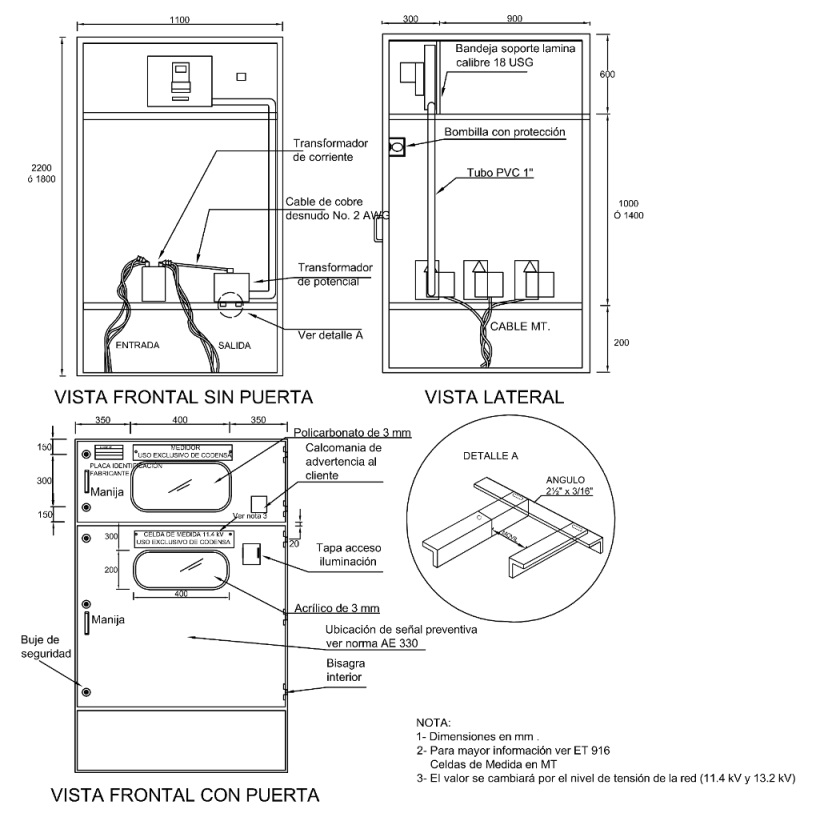 1100
2200
ó 1800
Transformador
de corriente
Cable de cobre
desnudo No. 2 AWG
Transformador
de potencial
Ver detalle A
ENTRADA
SALIDA
VISTA FRONTAL SIN PUERTA
300
900
Bandeja soporte lamina
calibre 18 USG
600
Bombilla con protección
Tubo PVC 1"
1000
Ó 1400
CABLE MT.
200
VISTA LATERAL
350
400
350
150
300
150
MEDIDOR
USO EXCLUSIVO DE CODENSA
PLACA IDENTIFICACION
FABRICANTE
Manija
Policarbonato de 3 mm
Calcomania de
advertencia al
cliente
Ver nota 3
300
CELDA DE MEDIDA 11.4 kV
USO EXCLUSIVO DE CODENSA
20
200
400
Tapa acceso
iluminación
Acrílico de 3 mm
Manija
Ubicación de señal preventiva
ver norma AE 330
Buje de
seguridad
Bisagra
interior
VISTA FRONTAL CON PUERTA
DETALLE A
ANGULO
2½" x 3/16"
NOTA:
1- Dimensiones en mm .
2- Para mayor información ver ET 916
Celdas de Medida en MT
3- El valor se cambiará por el nivel de tensión de la red (11.4 kV y 13.2 kV)